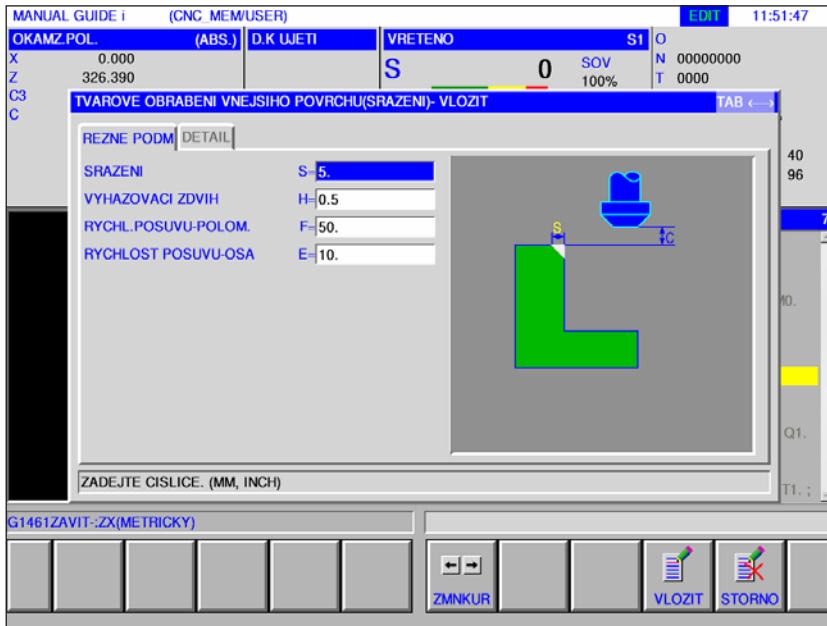 MANUAL GUIDE i (CNC_MEM/USER) EDIT 11:51:47
OKAMZ.POL. (ABS.) D.K UJETI VRETENO S1 O
X 0.000 N 00000000
Z 326.390 S 0 SOV 100% T 0000
C3
C
TVAROVE OBRABENI VNEJSIHO POVRCHU(SRAZENI)- VLOZIT TAB ←→
REZNE PODM DETAIL
SRAZENI S=5.
VYHAZOVACI ZDVIH H=0.5
RYCHL.POSUVU-POLOM. F=50.
RYCHLOST POSUVU-OSA E=10.
S
C
40
96
7
M0.
Q1.
T1. ;
ZADEJTE CISLICE. (MM, INCH)
G1461ZAVIT-:ZX(METRICKY)
ZMNKUR VLOZIT STORNO